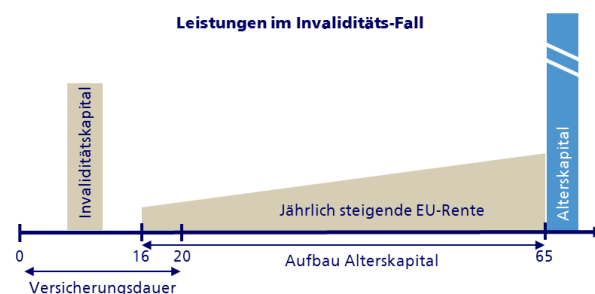 Leistungen im Invaliditäts-Fall
Invaliditätskapital
Jährlich steigende EU-Rente
Alterskapital
0
16
20
65
Aufbau Alterskapital
Versicherungsdauer